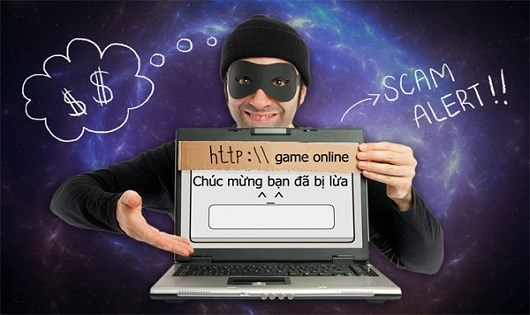 $ $
SCAM
ALERT!!
http:\\ game online
Chúc mừng bạn đã bị lừa
^_^